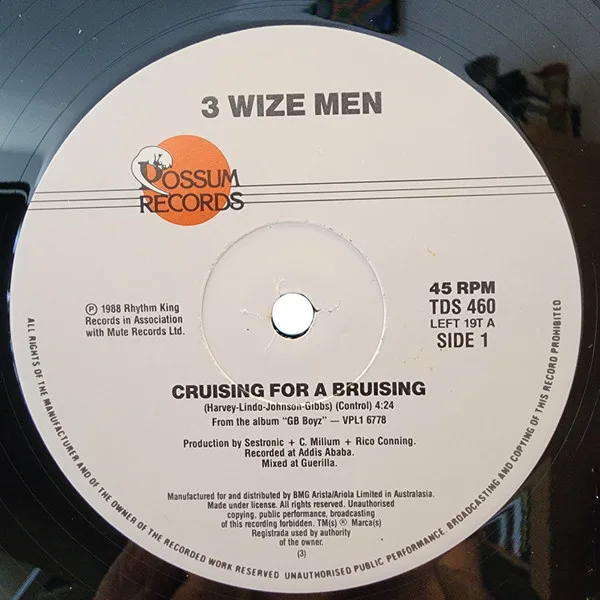 3 WIZE MEN
POSSUM
RECORDS
℗ 1988 Rhythm King
Records in Association
with Mute Records Ltd.
45 RPM
TDS 460
LEFT 19T A
SIDE 1
CRUISING FOR A BRUISING
(Harvey-Lindo-Johnson-Gibbs) (Control) 4:24
From the album "GB Boyz" — VPL1 6778
Production by Sestronic + C. Millum + Rico Conning.
Recorded at Addis Ababa.
Mixed at Guerilla.
Manufactured for and distributed by BMG Arista/Ariola Limited in Australasia.
Made under license. All rights reserved. Unauthorised
copying, public performance, broadcasting
of this recording forbidden. TM(s) ® Marca(s)
Registrada used by authority
of the owner.
(3)
ALL RIGHTS OF THE MANUFACTURER AND OF THE OWNER OF THE RECORDED WORK RESERVED UNAUTHORISED PUBLIC PERFORMANCE BROADCASTING AND COPYING OF THIS RECORD PROHIBITED